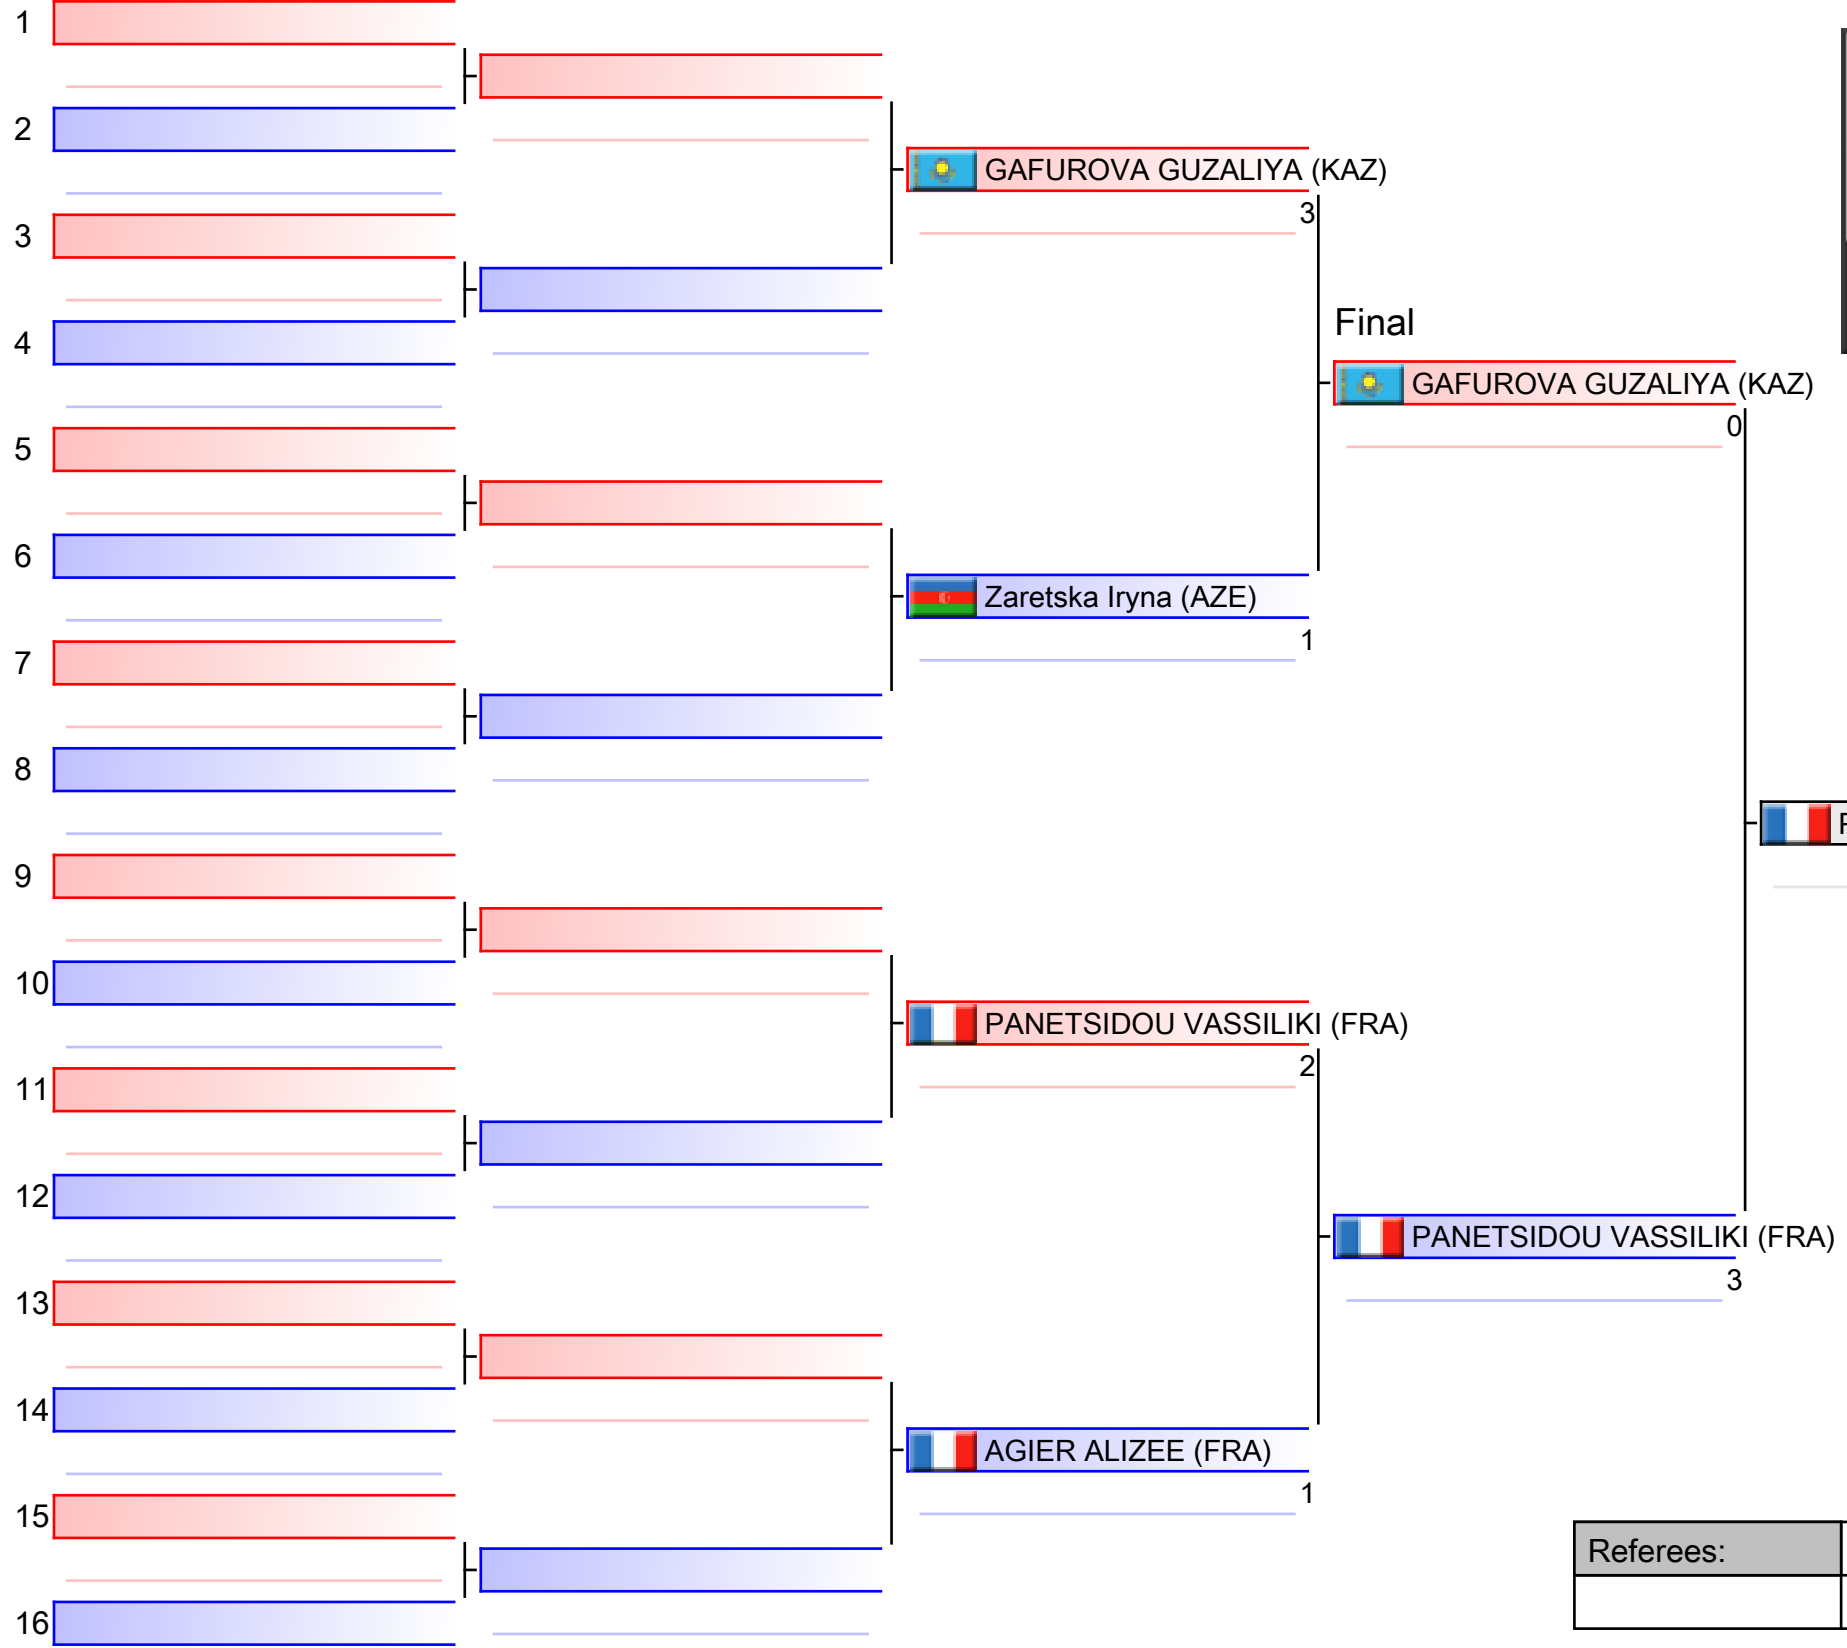 1
2
GAFUROVA GUZALIYA (KAZ)
3
3
Final
4
GAFUROVA GUZALIYA (KAZ)
0
5
6
Zaretska Iryna (AZE)
1
7
8
9
10
PANETSIDOU VASSILIKI (FRA)
2
11
12
PANETSIDOU VASSILIKI (FRA)
3
13
14
AGIER ALIZEE (FRA)
1
15
Referees:
16